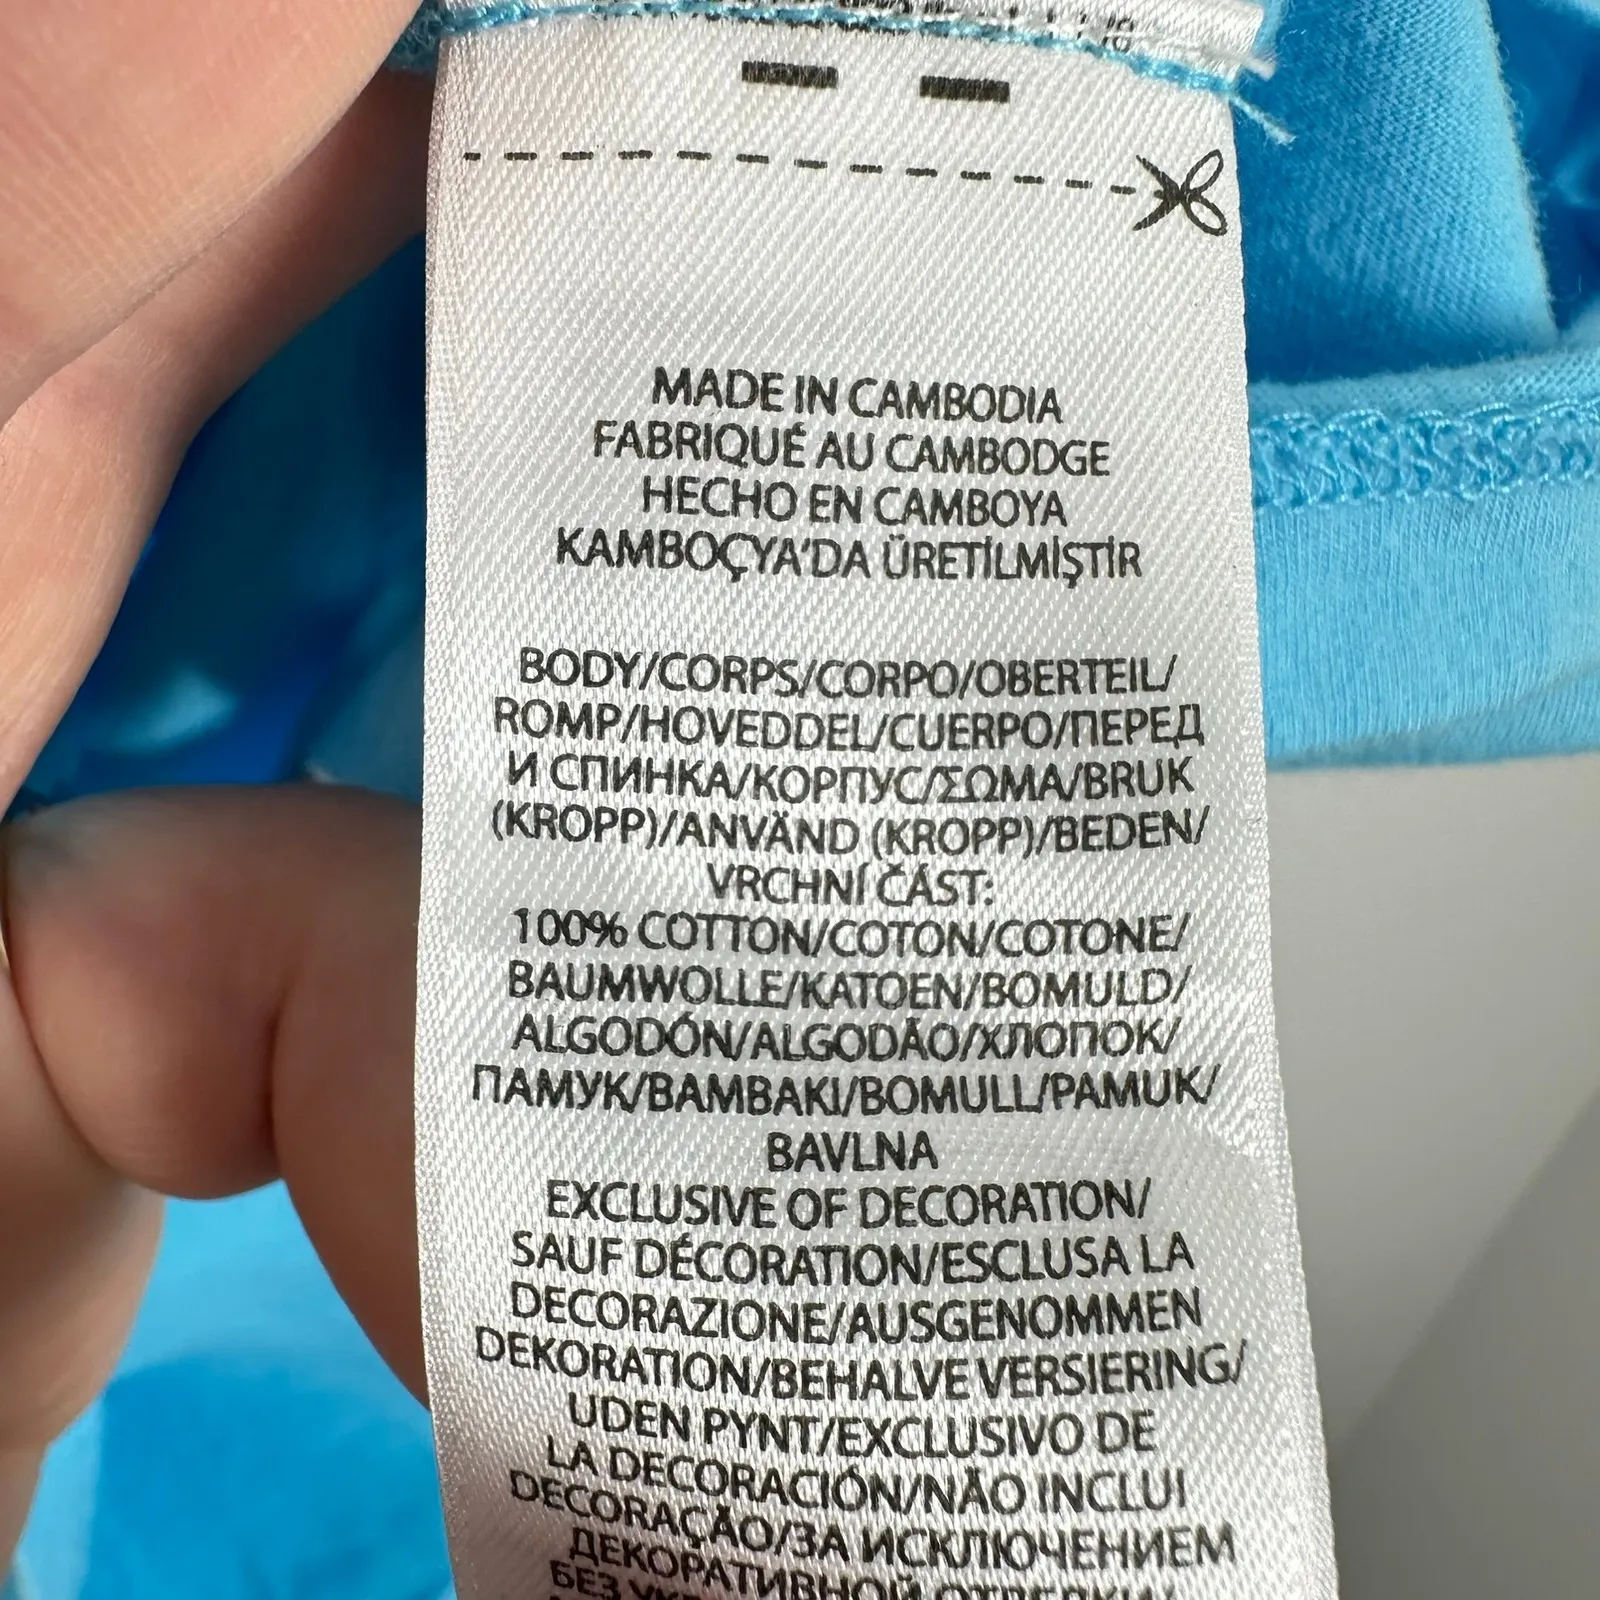 MADE IN CAMBODIA
FABRIQUÉ AU CAMBODGE
HECHO EN CAMBOYA
KAMBOÇYA'DA ÜRETİLMİŞTİR
BODY/CORPS/CORPO/OBERTEIL/
ROMP/HOVEDDEL/CUERPO/ПЕРЕД
И СПИНКА/КОРПУС/ΣΩΜΑ/BRUK
(KROPP)/ANVÄND (KROPP)/BEDEN/
VRCHNÍ ČÁST:
100% COTTON/COTON/COTONE/
BAUMWOLLE/KATOEN/BOMULD/
ALGODÓN/ALGODÃO/ХЛОПОК/
ПАМУК/BAMBAKI/BOMULL/PAMUK/
BAVLNA
EXCLUSIVE OF DECORATION/
SAUF DÉCORATION/ESCLUSA LA
DECORAZIONE/AUSGENOMMEN
DEKORATION/BEHALVE VERSIERING/
UDEN PYNT/EXCLUSIVO DE
LA DECORACIÓN/NÃO INCLUI
DECORAÇÃO/ЗА ИСКЛЮЧЕНИЕМ
ДЕКОРАТИВНОЙ ОТДЕЛКИ/
БЕЗ